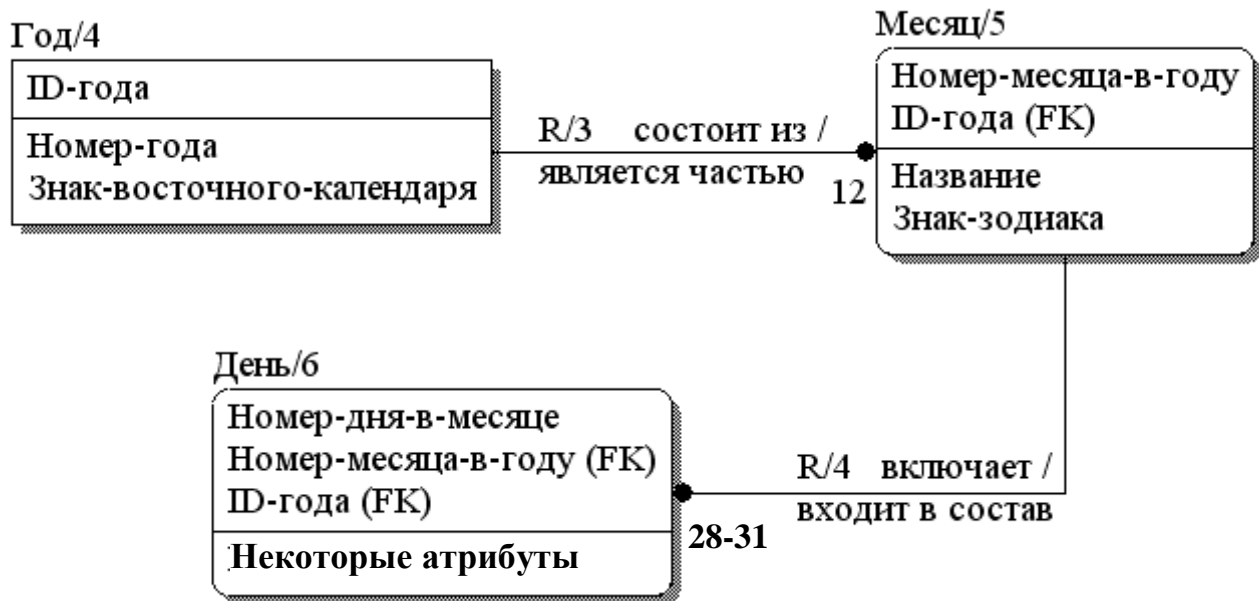 Год/4
ID-года
Номер-года
Знак-восточного-календаря
R/3 состоит из /
является частью
12
Месяц/5
Номер-месяца-в-году
ID-года (FK)
Название
Знак-зодиака
День/6
Номер-дня-в-месяце
Номер-месяца-в-году (FK)
ID-года (FK)
Некоторые атрибуты
R/4 включает /
входит в состав
28-31